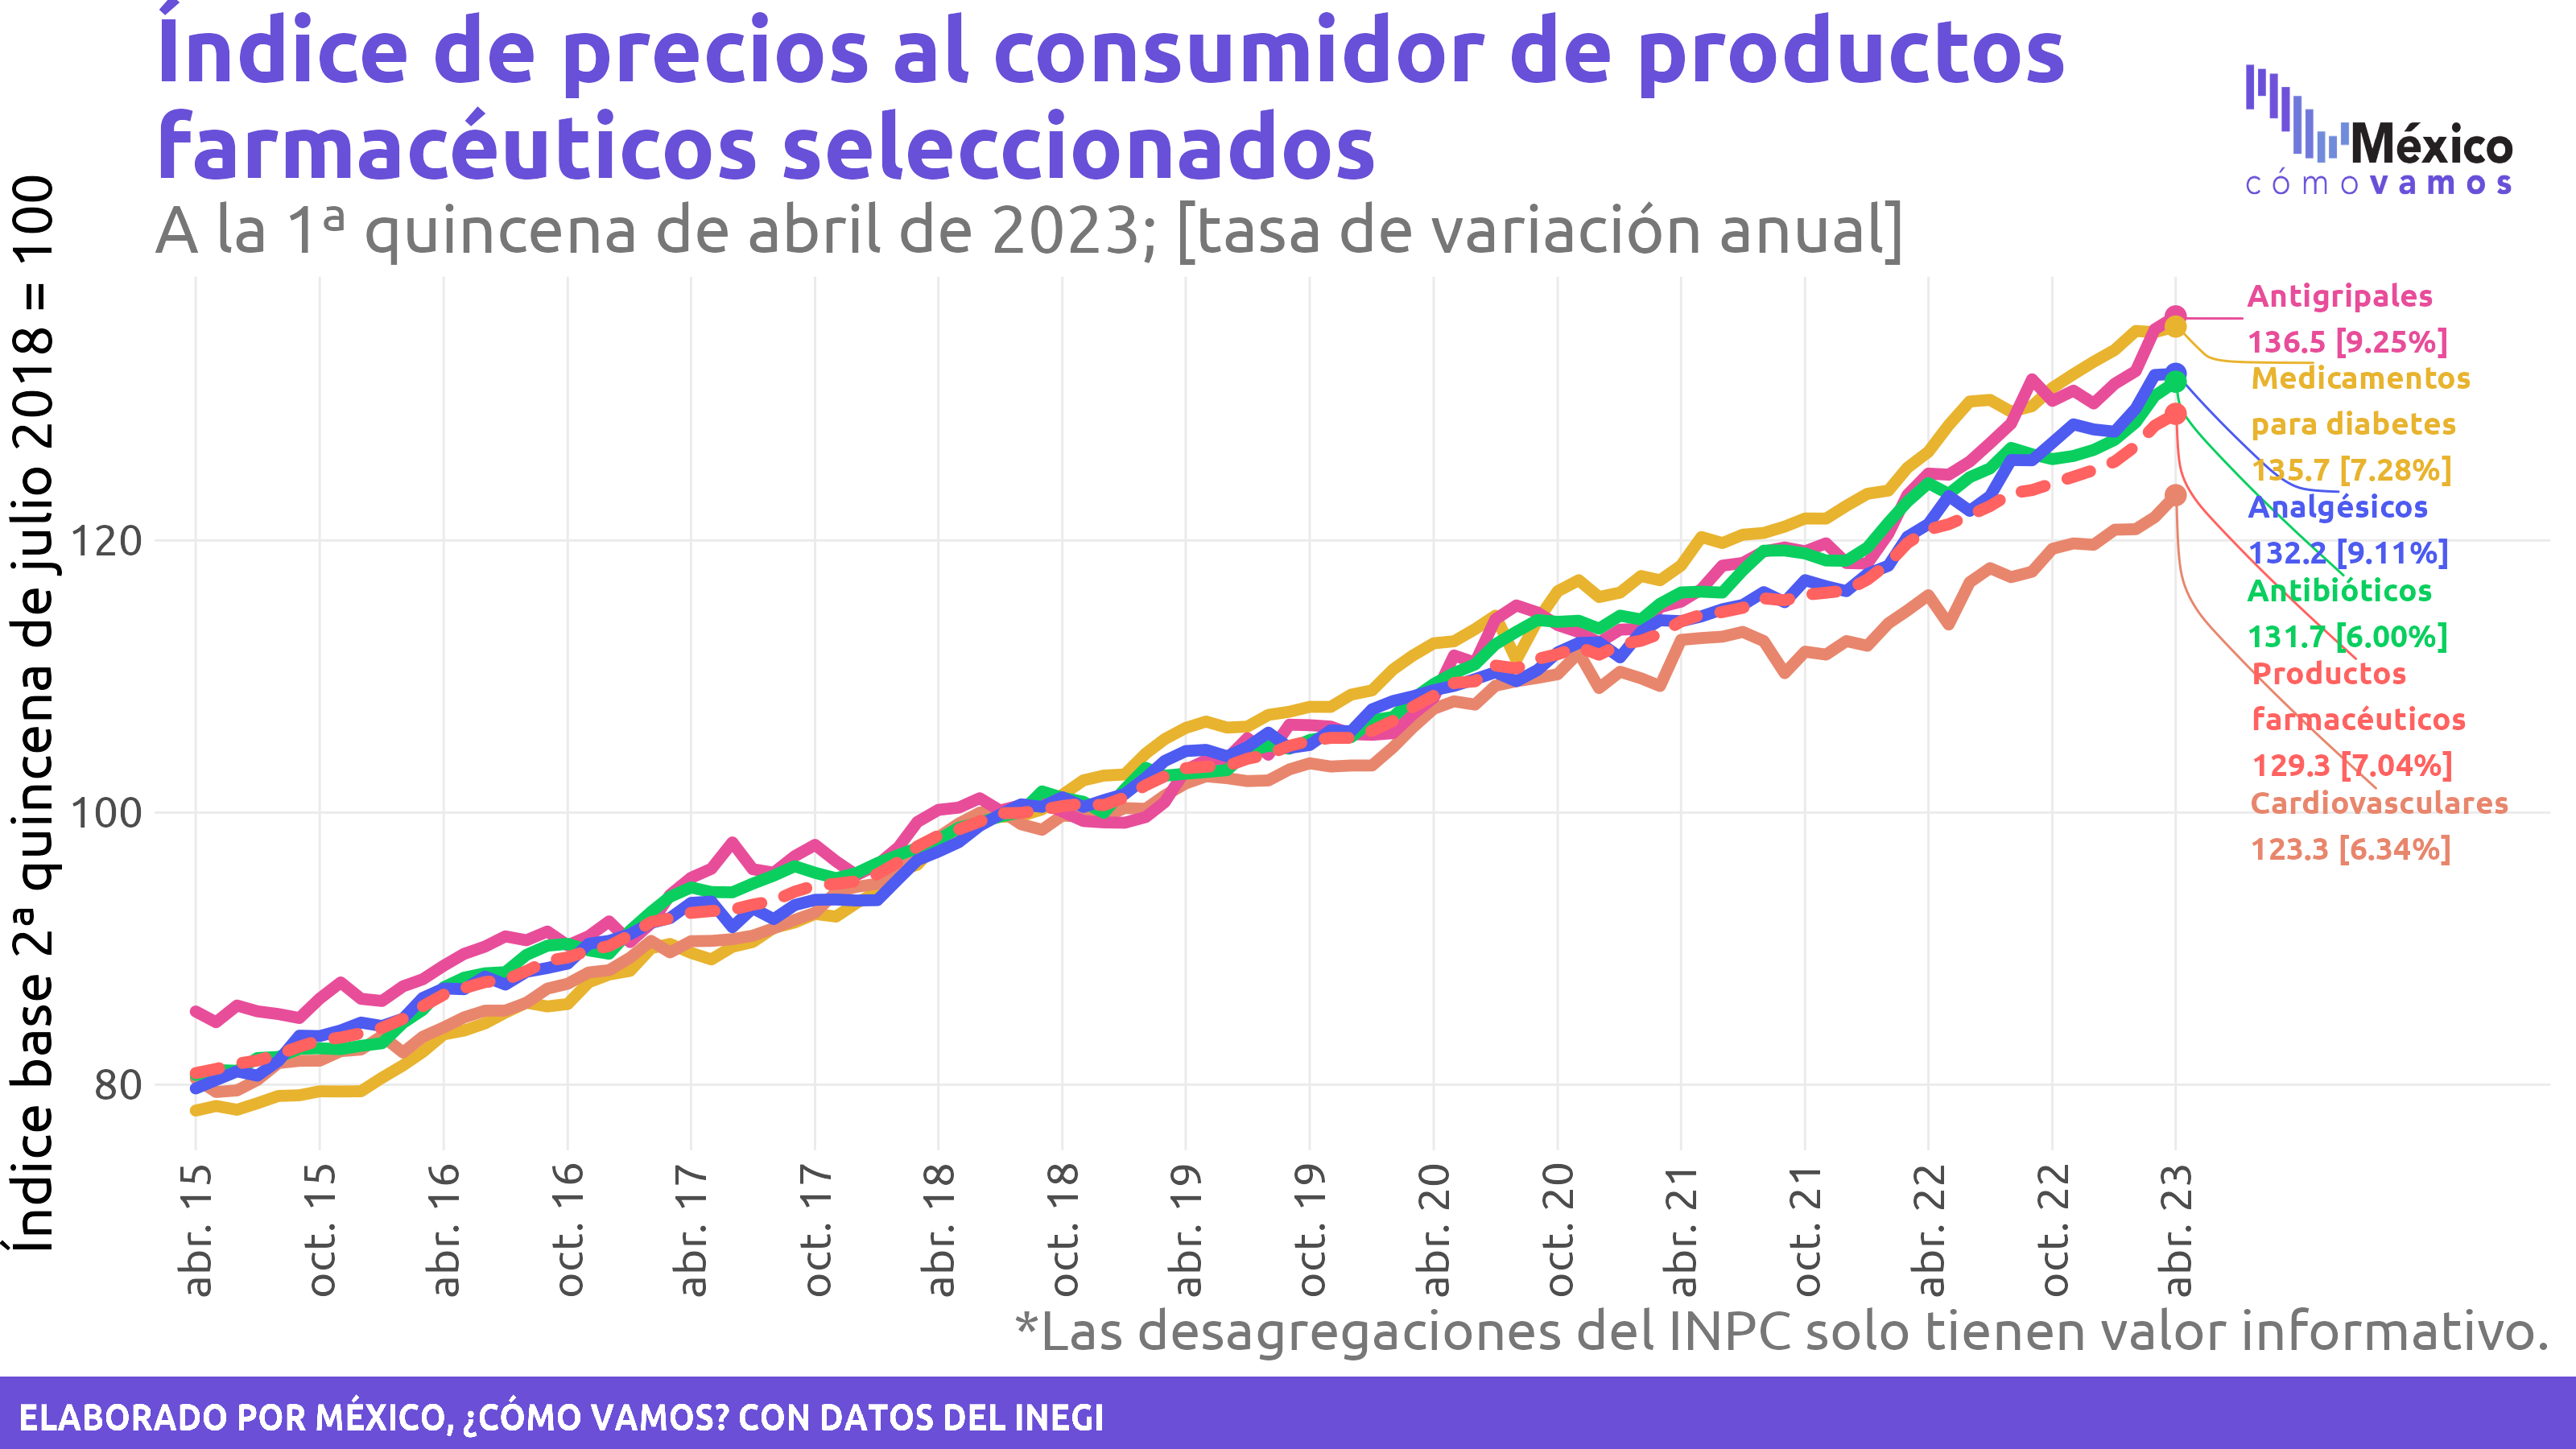 Índice de precios al consumidor de productos
farmacéuticos seleccionados
A la 1ª quincena de abril de 2023; [tasa de variación anual]
México
cómo vamos
Índice base 2ª quincena de julio 2018 = 100
120
100
80
Antigripales
136.5 [9.25%]
Medicamentos
para diabetes
135.7 [7.28%]
Analgésicos
132.2 [9.11%]
Antibióticos
131.7 [6.00%]
Productos
farmacéuticos
129.3 [7.04%]
Cardiovasculares
123.3 [6.34%]
abr. 15
oct. 15
abr. 16
oct. 16
abr. 17
oct. 17
abr. 18
oct. 18
abr. 19
oct. 19
abr. 20
oct. 20
abr. 21
oct. 21
abr. 22
oct. 22
abr. 23
*Las desagregaciones del INPC solo tienen valor informativo.
ELABORADO POR MÉXICO, ¿CÓMO VAMOS? CON DATOS DEL INEGI